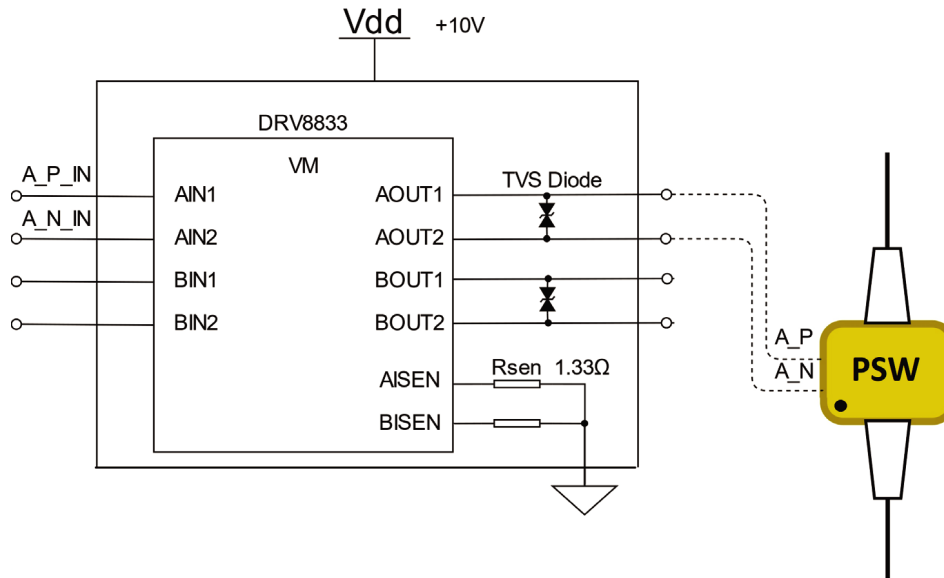 Vdd +10V
DRV8833
VM
A_P_IN
AIN1
AOUT1
TVS Diode
A_N_IN
AIN2
AOUT2
BIN1
BOUT1
BIN2
BOUT2
A_P
A_N
PSW
AISEN
Rsen 1.33Ω
BISEN